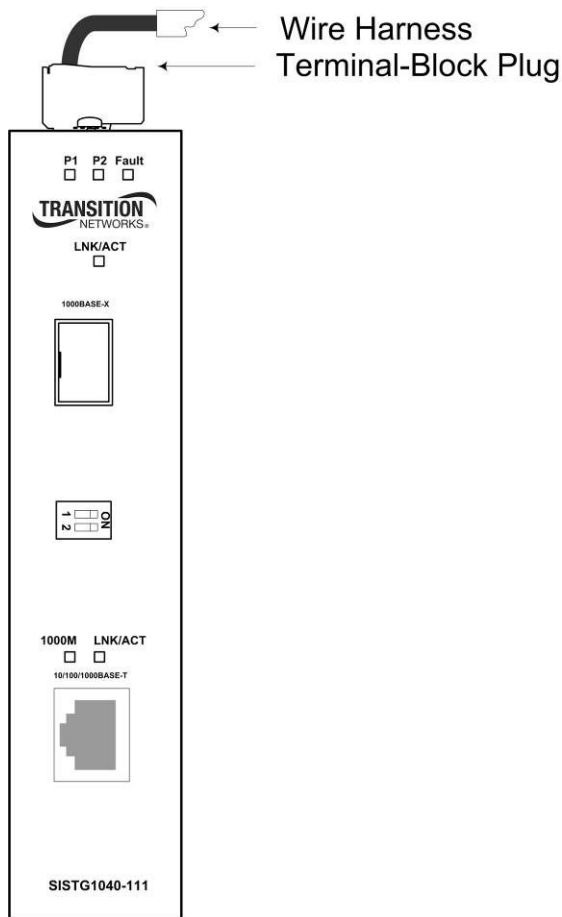 Wire Harness
Terminal-Block Plug
P1 P2 Fault
TRANSITION
NETWORKS®
LNK/ACT
1000BASE-X
1
2
ON
1000M LNK/ACT
10/100/1000BASE-T
SISTG1040-111